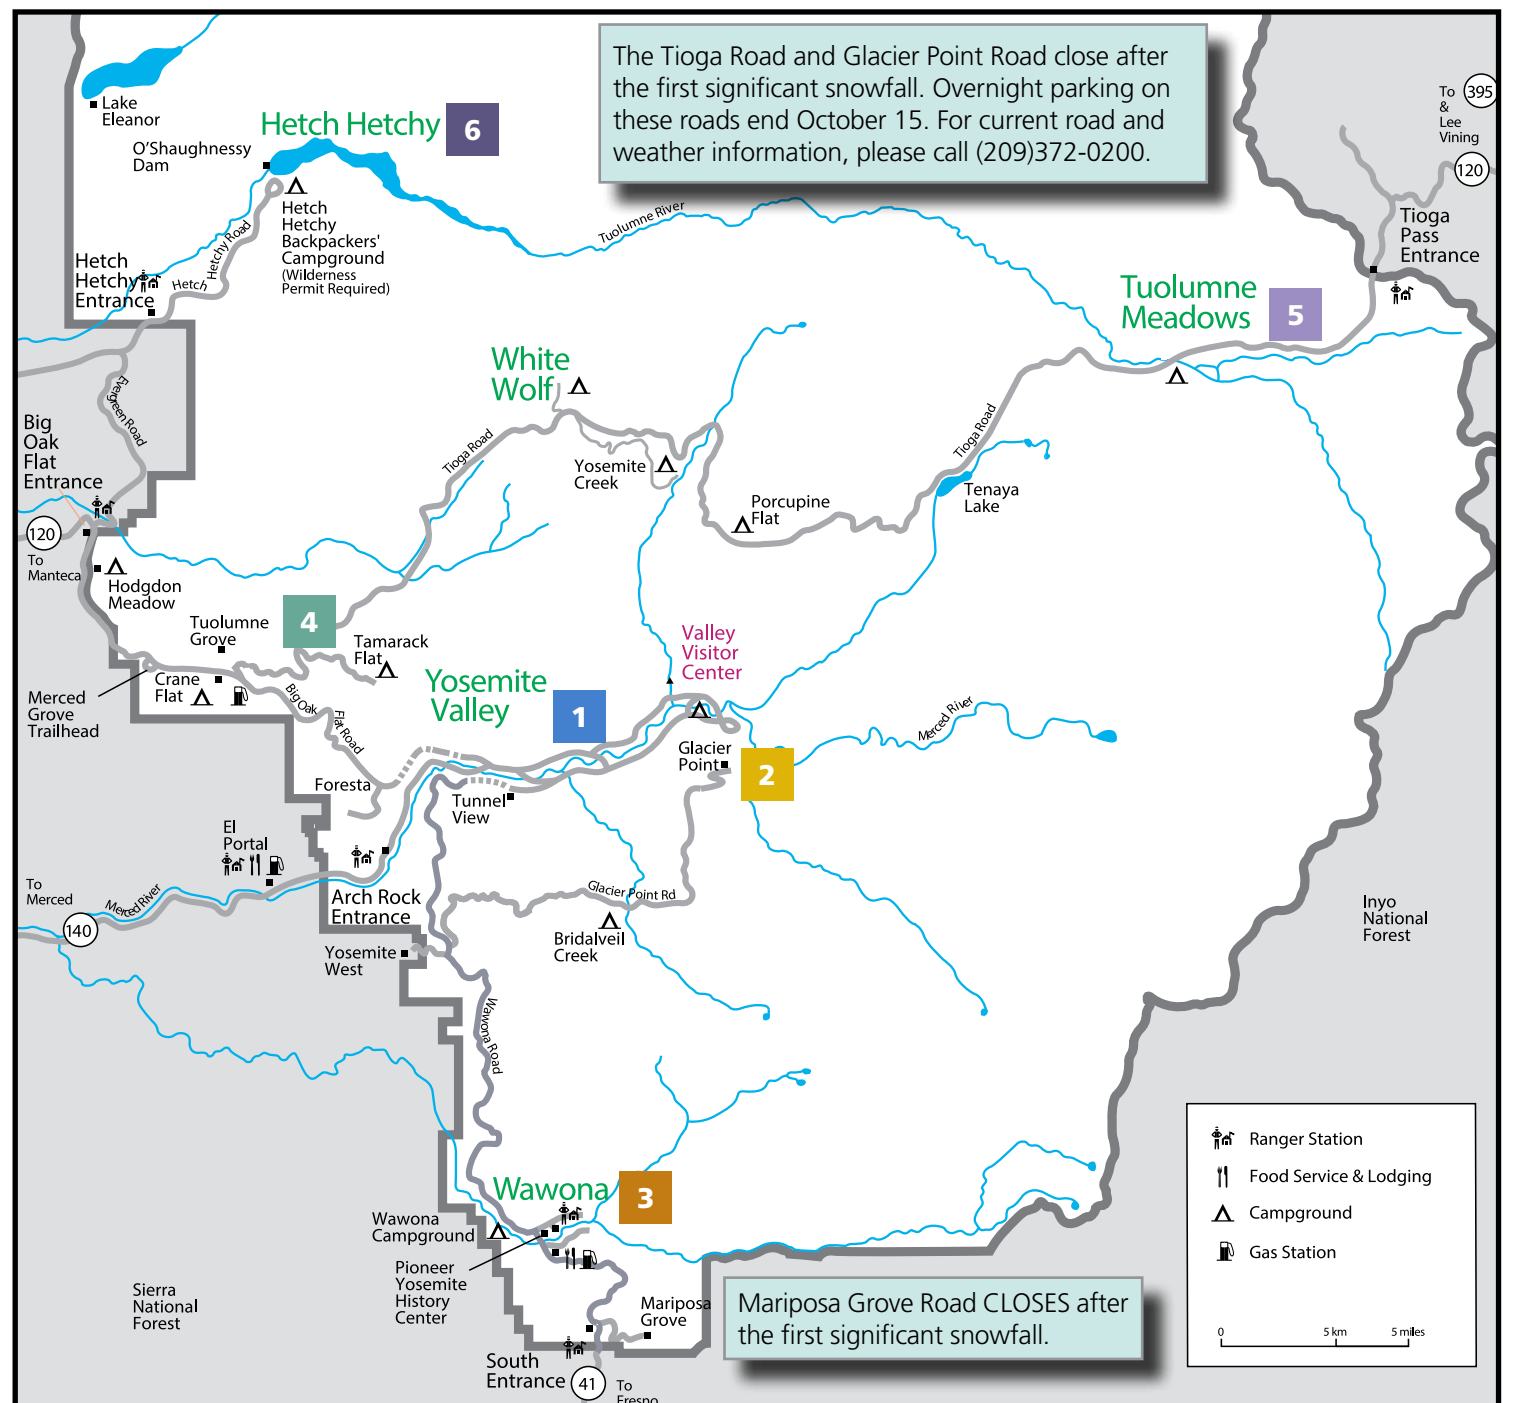 The Tioga Road and Glacier Point Road close after
the first significant snowfall. Overnight parking on
these roads end October 15. For current road and
weather information, please call (209)372-0200.
To
&
Lee
Vining
395
120
Lake
Eleanor
Hetch Hetchy
6
O'Shaughnessy
Dam
Hetch
Hetchy
Backpackers'
Campground
(Wilderness
Permit Required)
Tuolumne River
Tioga
Pass
Entrance
Hetch
Hetchy
Entrance
Hetch Hetchy Road
Tuolumne
Meadows
5
White
Wolf
Evergreen Road
Big
Oak
Flat
Entrance
Tioga Road
Tioga Road
Yosemite
Creek
Porcupine
Flat
Tenaya
Lake
120
To
Manteca
Hodgdon
Meadow
Tuolumne
Grove
4
Tamarack
Flat
Valley
Visitor
Center
Crane
Flat
Merced
Grove
Trailhead
Big Oak Flat Road
Yosemite
Valley
1
Merced River
Glacier
Point
2
Foresta
Tunnel
View
El
Portal
To
Merced
Merced River
140
Arch Rock
Entrance
Glacier Point Rd
Bridalveil
Creek
Yosemite
West
Inyo
National
Forest
Wawona Road
Wawona
3
Wawona
Campground
Pioneer
Yosemite
History
Center
Sierra
National
Forest
Mariposa
Grove
Mariposa Grove Road CLOSES after
the first significant snowfall.
South
Entrance
41
To
Fresno
Ranger Station
Food Service & Lodging
Campground
Gas Station
0
5 km
5 miles